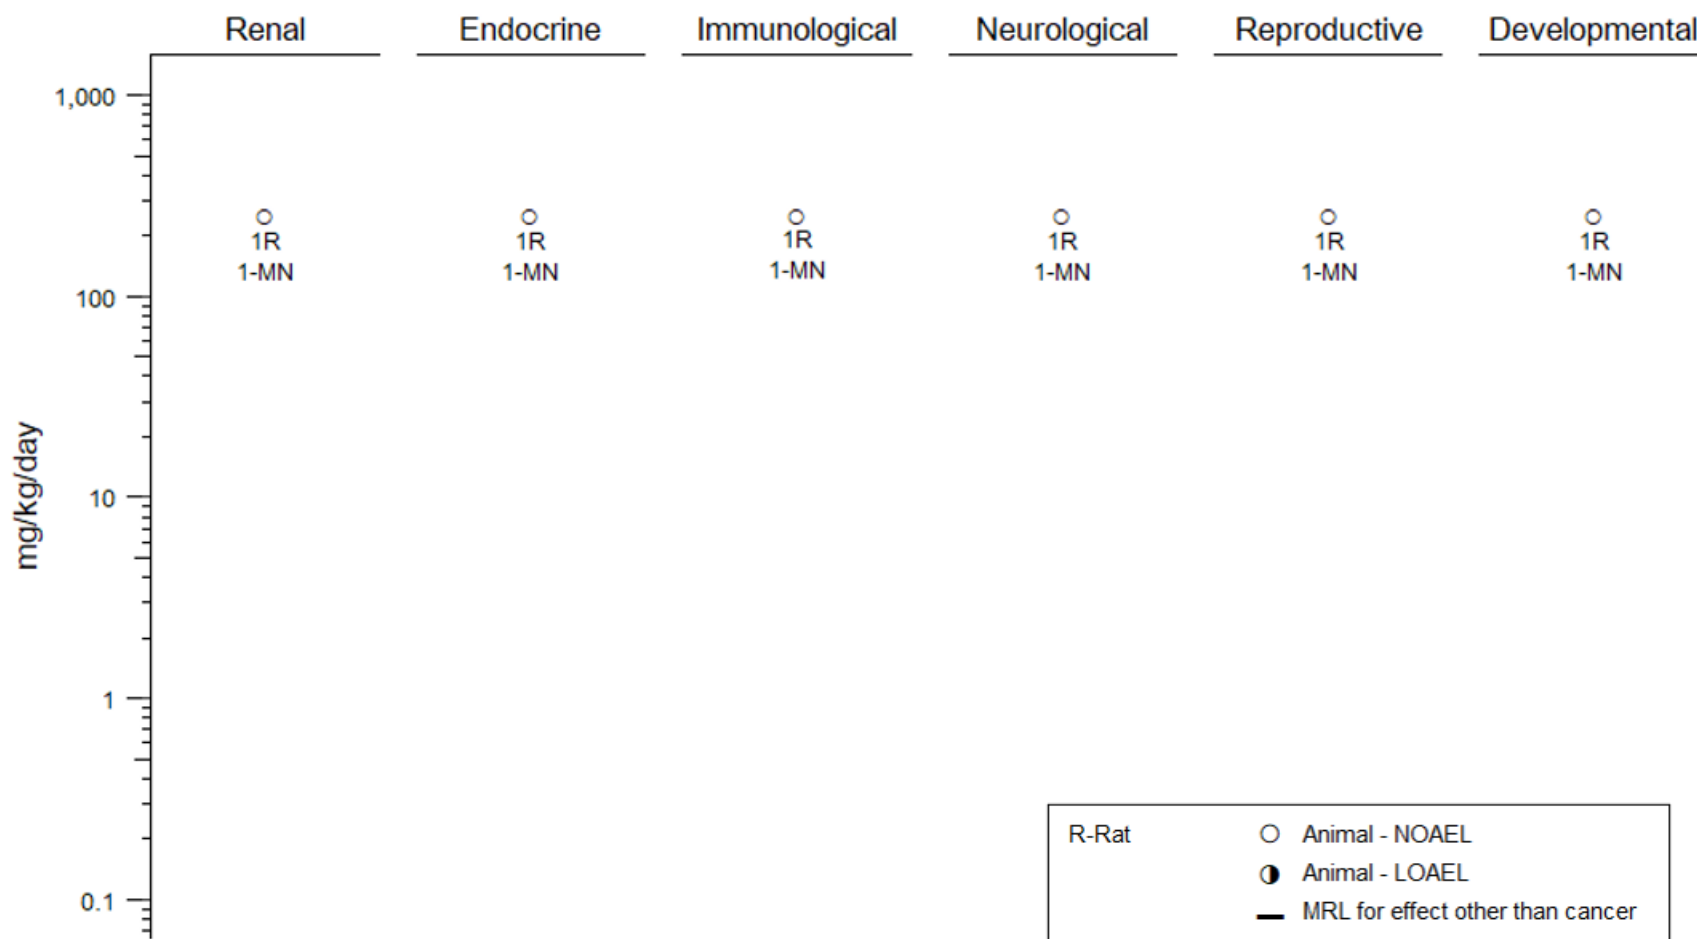 Renal Endocrine Immunological Neurological Reproductive Developmental
1,000
1R 1R 1R 1R 1R 1R
1-MN 1-MN 1-MN 1-MN 1-MN 1-MN
100
mg/kg/day
10
1
R-Rat Animal - NOAEL
Animal - LOAEL
0.1
MRL for effect other than cancer